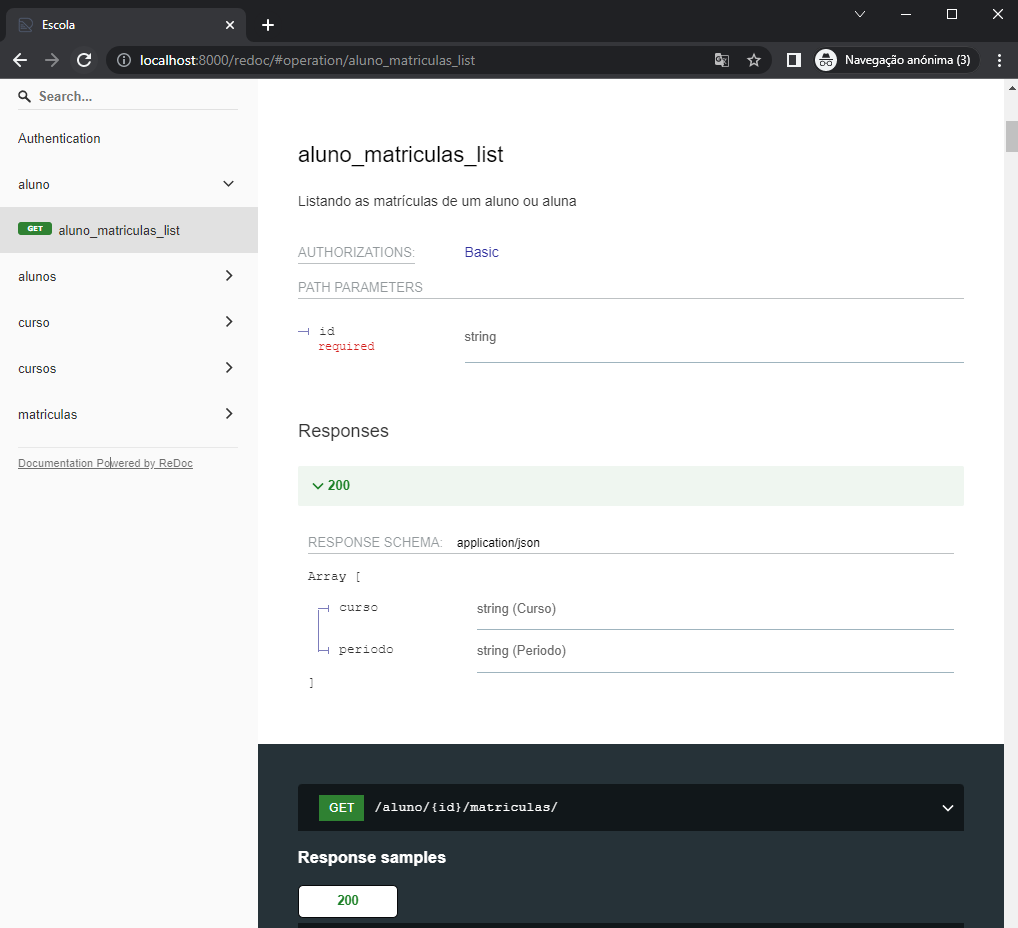 Escola
localhost:8000/redoc/#operation/aluno_matriculas_list
Navegação anónima (3)
Search...
Authentication
aluno
GET aluno_matriculas_list
alunos
curso
cursos
matriculas
Documentation Powered by ReDoc
aluno_matriculas_list
Listando as matrículas de um aluno ou aluna
AUTHORIZATIONS: Basic
PATH PARAMETERS
id
required
string
Responses
200
RESPONSE SCHEMA: application/json
Array [
curso string (Curso)
periodo string (Periodo)
]
GET /aluno/{id}/matriculas/
Response samples
200